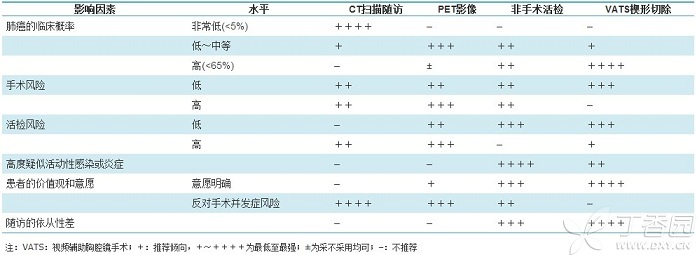 影响因素 水平 CT扫描随访 PET影像 非手术活检 VATS楔形切除
肺癌的临床概率 非常低(<5%) ++++ – – –
低~中等 + +++ ++ +
高(<65%) – ± ++ ++++
手术风险 低 ++ ++ ++ +++
高 ++ +++ ++ –
活检风险 低 – ++ +++ +++
高 ++ +++ – +
高度疑似活动性感染或炎症 – – ++++ ++
患者的价值观和意愿 意愿明确 – + +++ ++++
反对手术并发症风险 ++++ +++ ++ –
随访的依从性差 – – +++ ++++
注：VATS：视频辅助胸腔镜手术；+：推荐倾向，+~++++为最低至最强；±为采不采用均可；–：不推荐
丁香园
WWW.DXY.CN